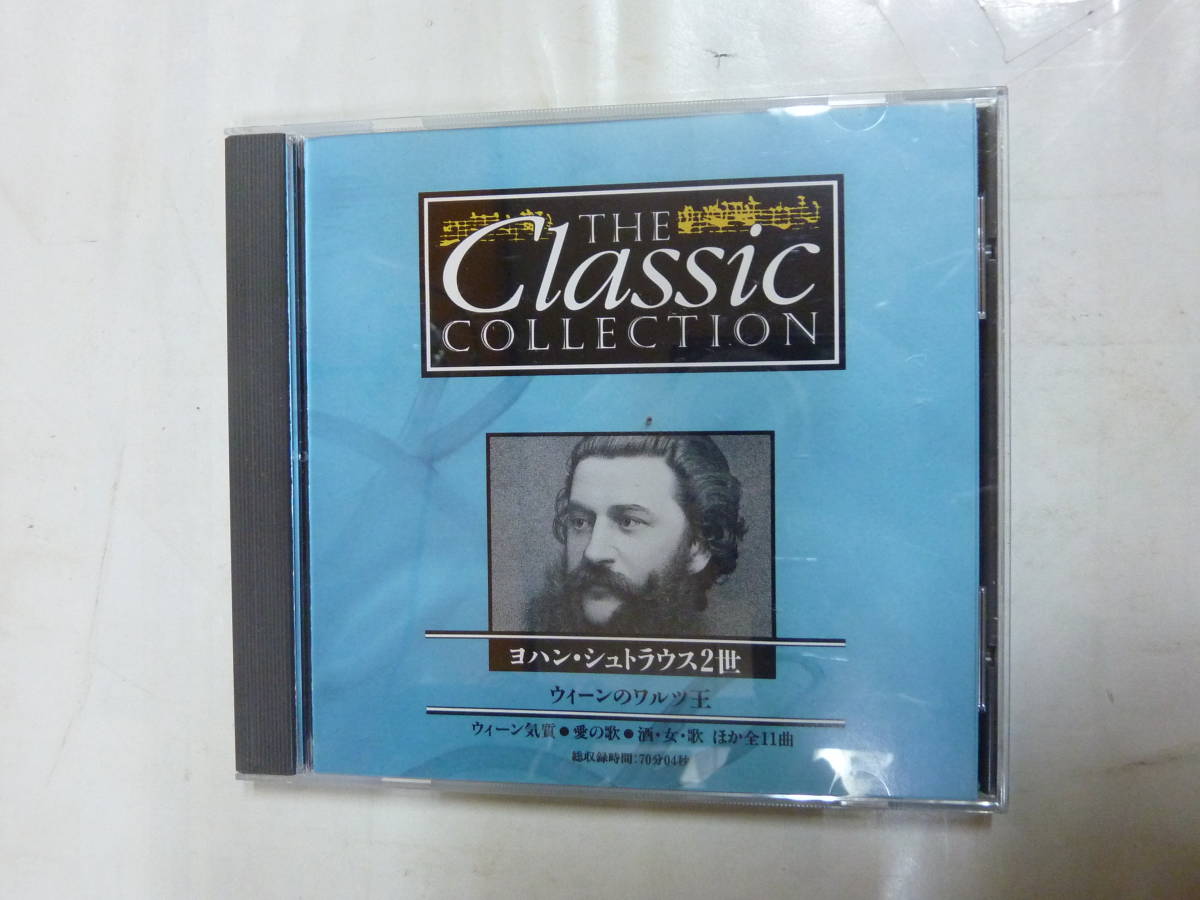 THE
Classic
COLLECTION
ヨハン・シュトラウス2世
ウィーンのワルツ王
ウィーン気質●愛の歌●酒・女・歌 ほか全11曲
総収録時間:70分04秒